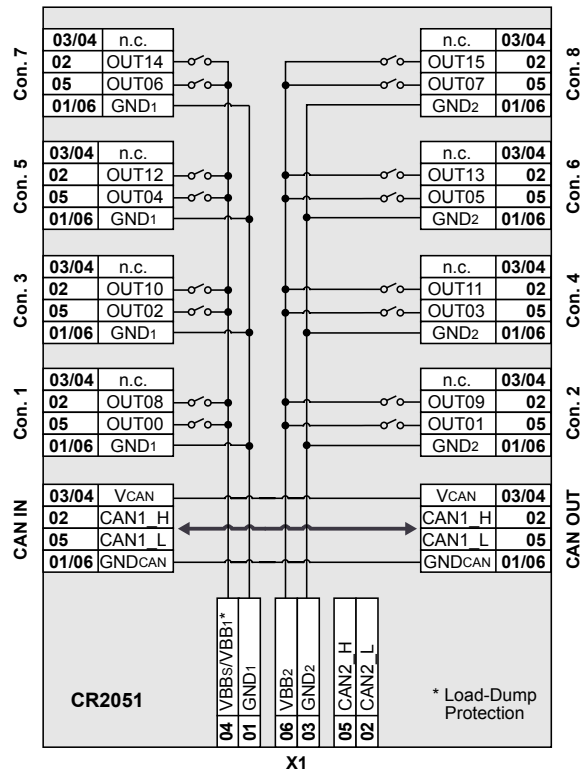 Con. 7
03/04 n.c.
02 OUT14
05 OUT06
01/06 GND1
n.c. 03/04
OUT15 02
OUT07 05
GND2 01/06
Con. 8
Con. 5
03/04 n.c.
02 OUT12
05 OUT04
01/06 GND1
n.c. 03/04
OUT13 02
OUT05 05
GND2 01/06
Con. 6
Con. 3
03/04 n.c.
02 OUT10
05 OUT02
01/06 GND1
n.c. 03/04
OUT11 02
OUT03 05
GND2 01/06
Con. 4
Con. 1
03/04 n.c.
02 OUT08
05 OUT00
01/06 GND1
n.c. 03/04
OUT09 02
OUT01 05
GND2 01/06
Con. 2
CAN IN
03/04 VCAN
02 CAN1_H
05 CAN1_L
01/06 GNDCAN
VCAN 03/04
CAN1_H 02
CAN1_L 05
GNDCAN 01/06
CAN OUT
CR2051
04 VBBS/VBB1*
01 GND1
06 VBB2
03 GND2
05 CAN2_H
02 CAN2_L
* Load-Dump
Protection
X1